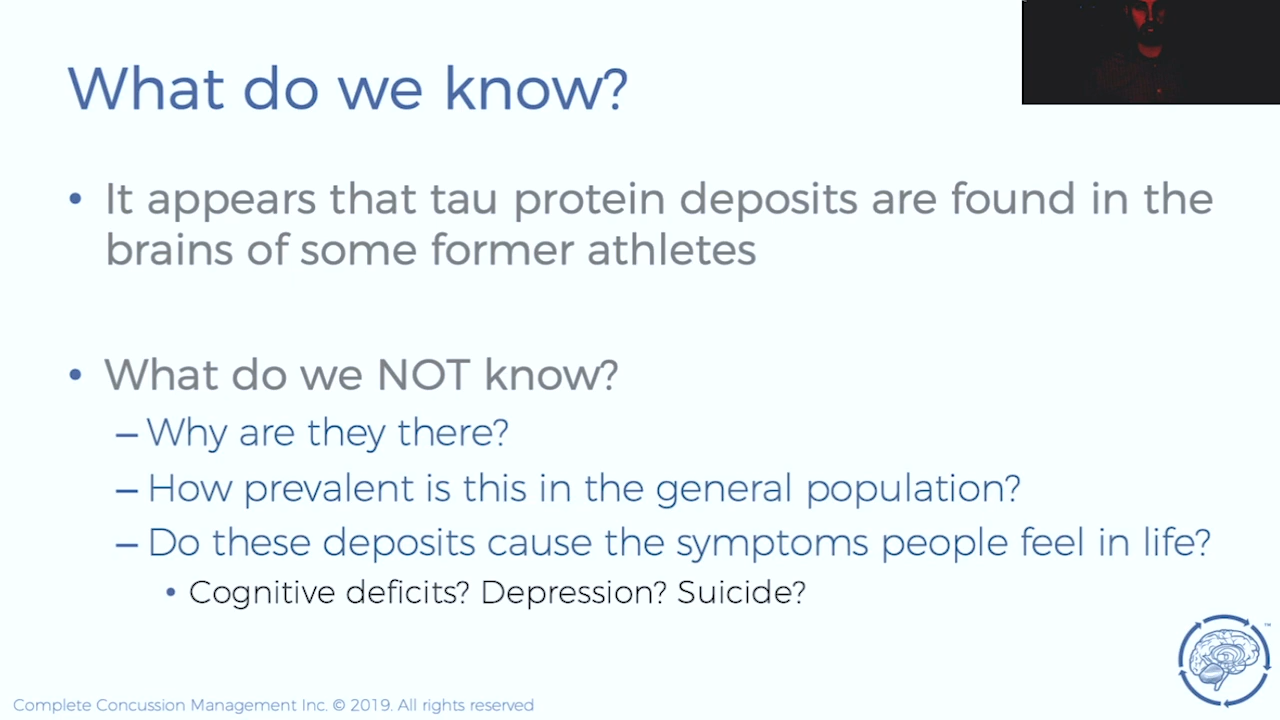 What do we know?
• It appears that tau protein deposits are found in the
brains of some former athletes
• What do we NOT know?
– Why are they there?
– How prevalent is this in the general population?
– Do these deposits cause the symptoms people feel in life?
• Cognitive deficits? Depression? Suicide?
™
Complete Concussion Management Inc. © 2019. All rights reserved